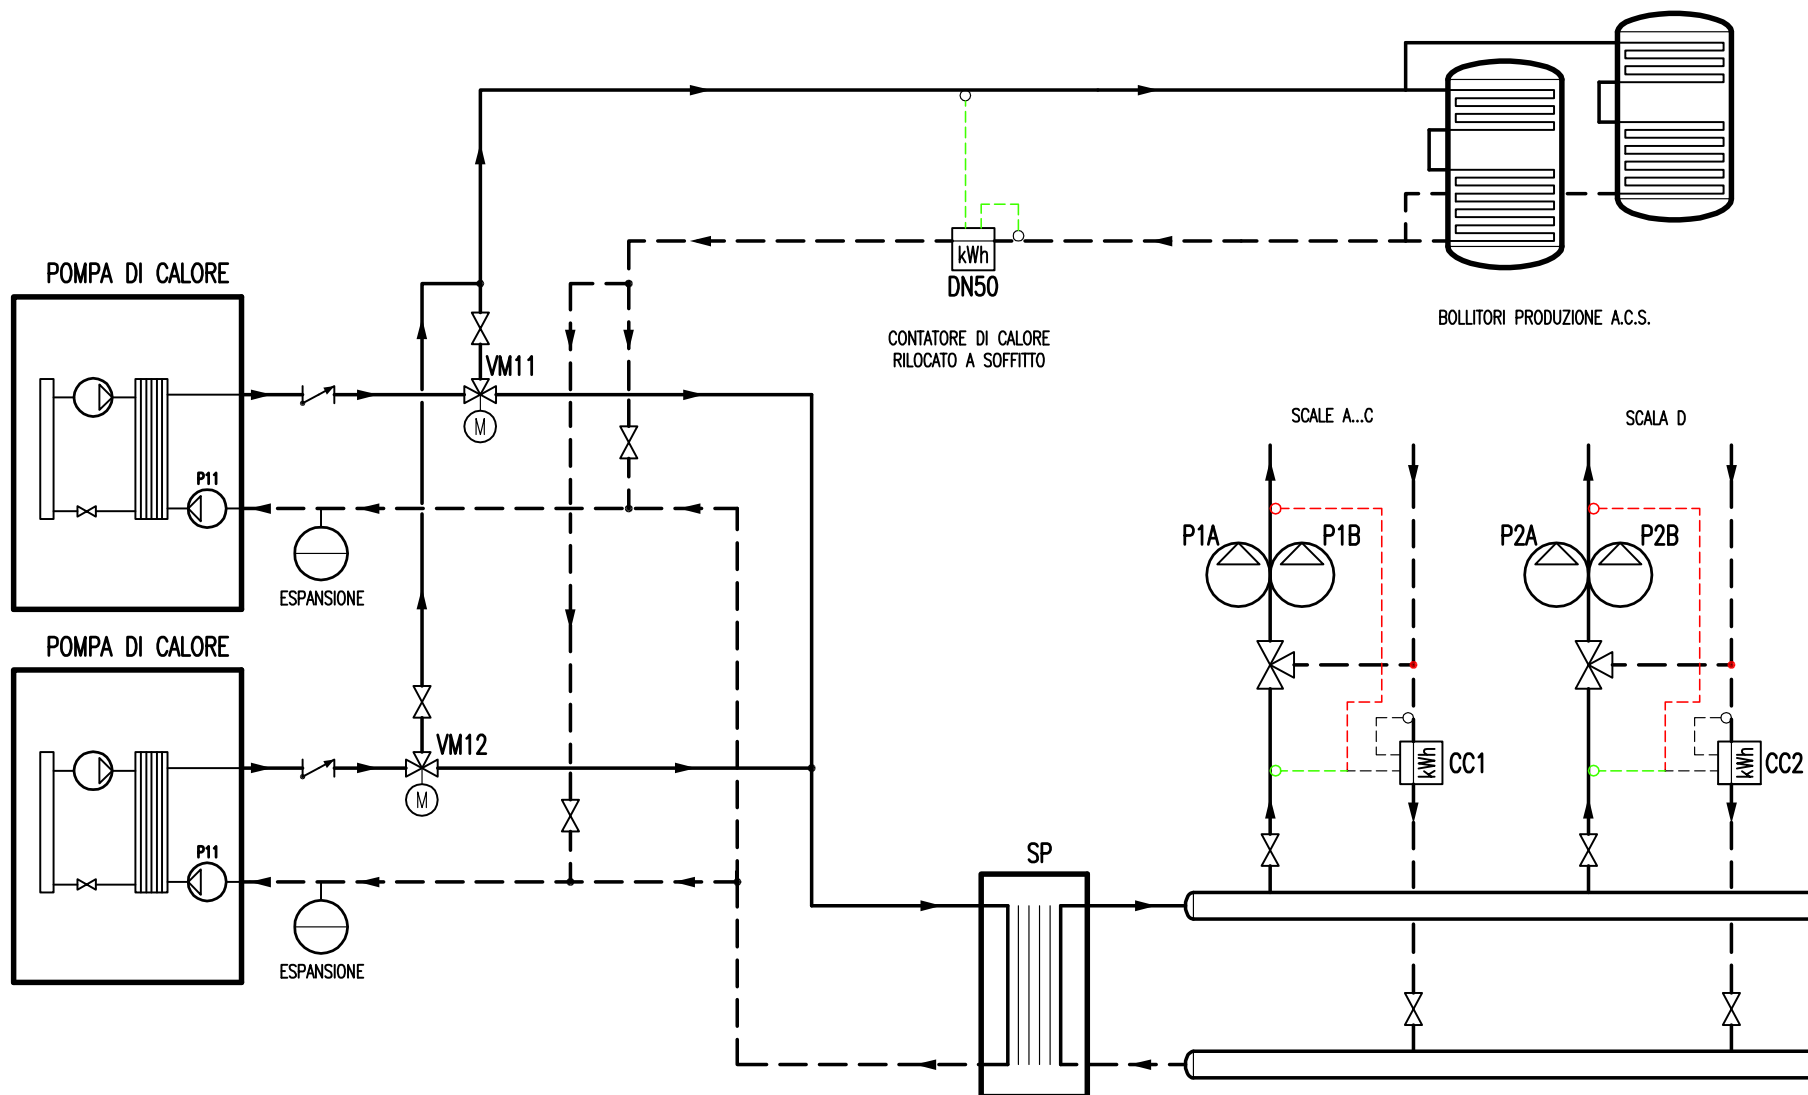 POMPA DI CALORE
P11
ESPANSIONE
POMPA DI CALORE
P11
ESPANSIONE
VM11
M
VM12
M
kWh
DN50
CONTATORE DI CALORE
RILOCATO A SOFFITTO
BOLLITORI PRODUZIONE A.C.S.
SCALE A...C
SCALA D
P1A
P1B
P2A
P2B
kWh
CC1
kWh
CC2
SP